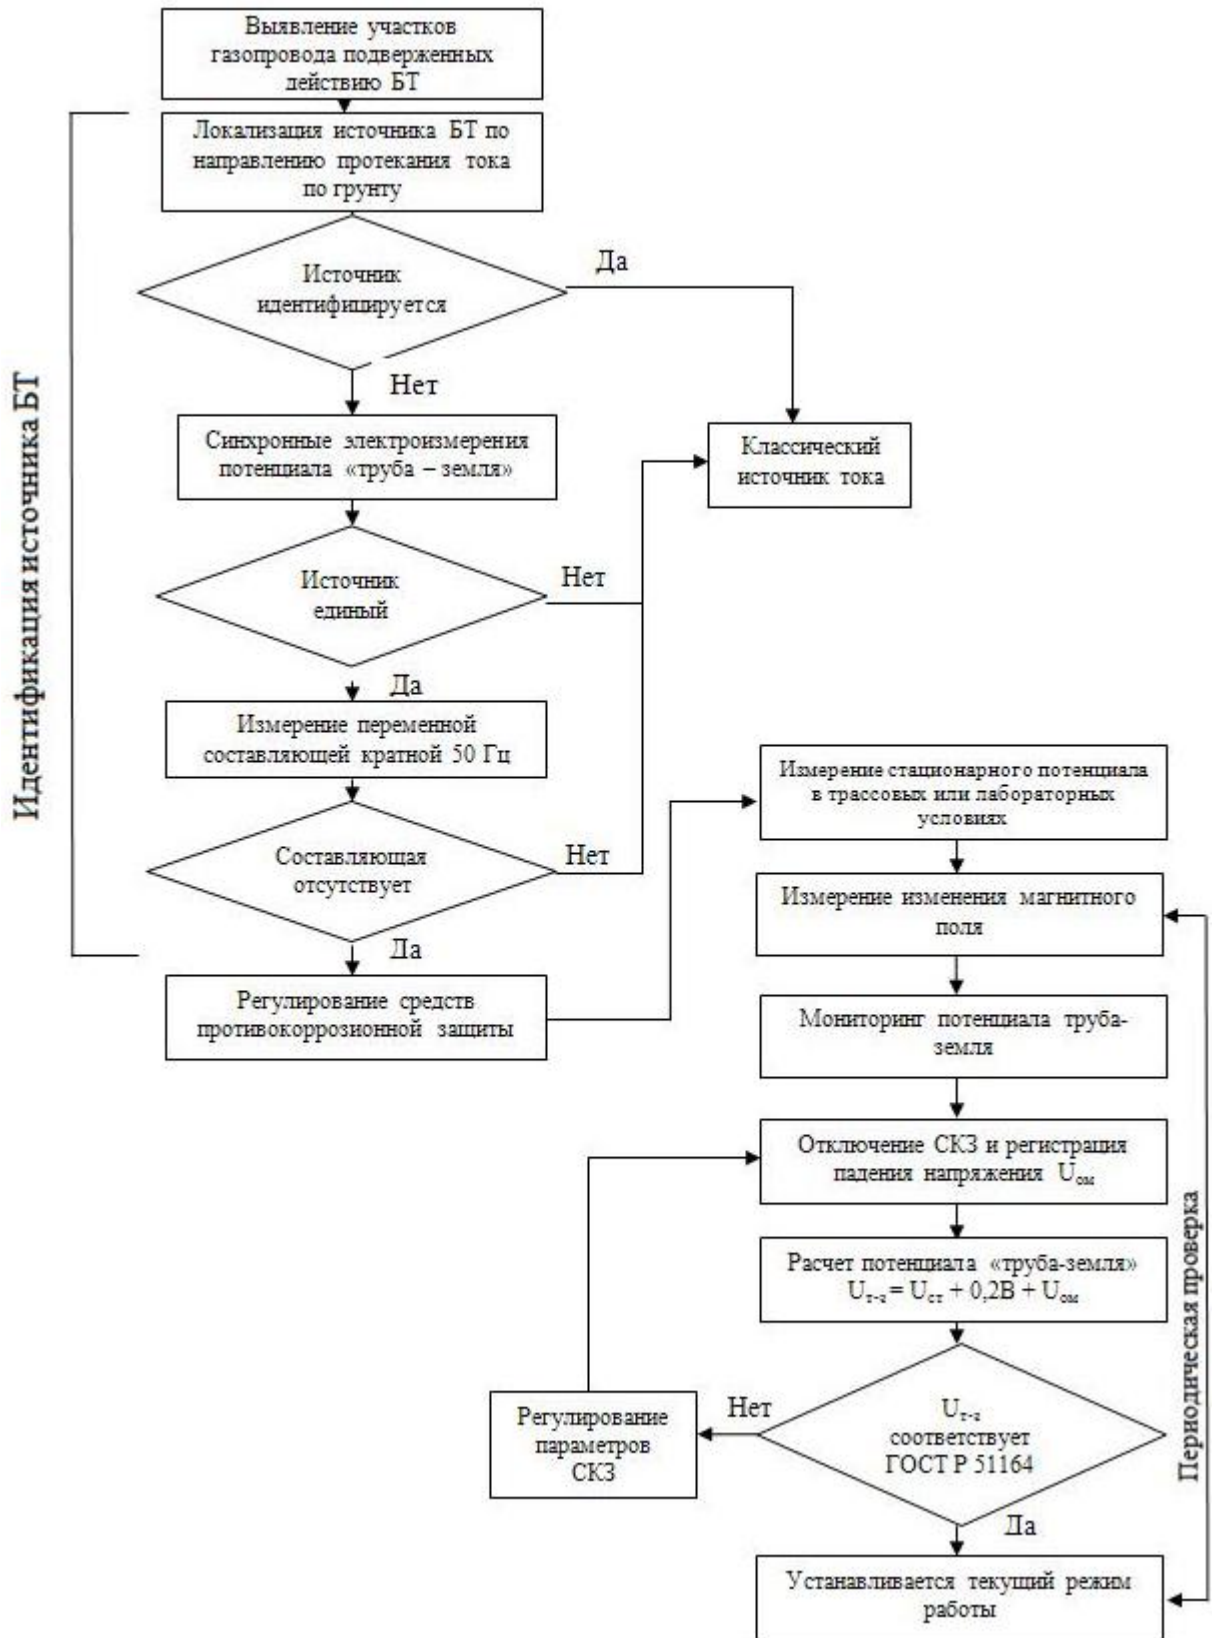 Выявление участков
газопровода подверженных
действию БТ
Локализация источника БТ по
направлению протекания тока
по грунту
Источник
идентифицируется
Да
Нет
Синхронные электроизмерения
потенциала «труба – земля»
Классический
источник тока
Источник
единый
Нет
Да
Измерение переменной
составляющей кратной 50 Гц
Составляющая
отсутствует
Нет
Да
Регулирование средств
противокоррозионной защиты
Идентификация источника БТ
Измерение стационарного потенциала
в трассовых или лабораторных
условиях
Измерение изменения магнитного
поля
Мониторинг потенциала труба-
земля
Отключение СКЗ и регистрация
падения напряжения Uом
Расчет потенциала «труба-земля»
Uт-з = Uст + 0,2В + Uом
Uт-з
соответствует
ГОСТ Р 51164
Нет
Регулирование
параметров
СКЗ
Да
Устанавливается текущий режим
работы
Периодическая проверка